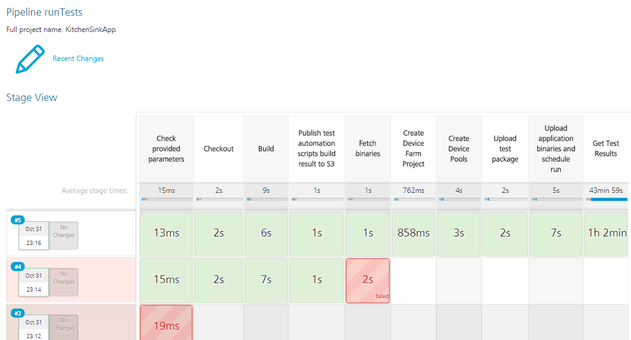 Pipeline runTests
Full project name: KitchenSinkApp
Recent Changes
Stage View
Check provided parameters
Checkout
Build
Publish test automation scripts build result to S3
Fetch binaries
Create Device Farm Project
Create Device Pools
Upload test package
Upload application binaries and schedule run
Get Test Results
Average stage times:
15ms 2s 9s 1s 1s 762ms 4s 2s 5s 43min 59s
#5
Oct 31
23:16
No Changes
13ms 2s 6s 1s 1s 858ms 3s 2s 7s 1h 2min
#4
Oct 31
23:14
No Changes
15ms 2s 7s 1s 2s
failed
#3
Oct 31
23:12
No Changes
19ms